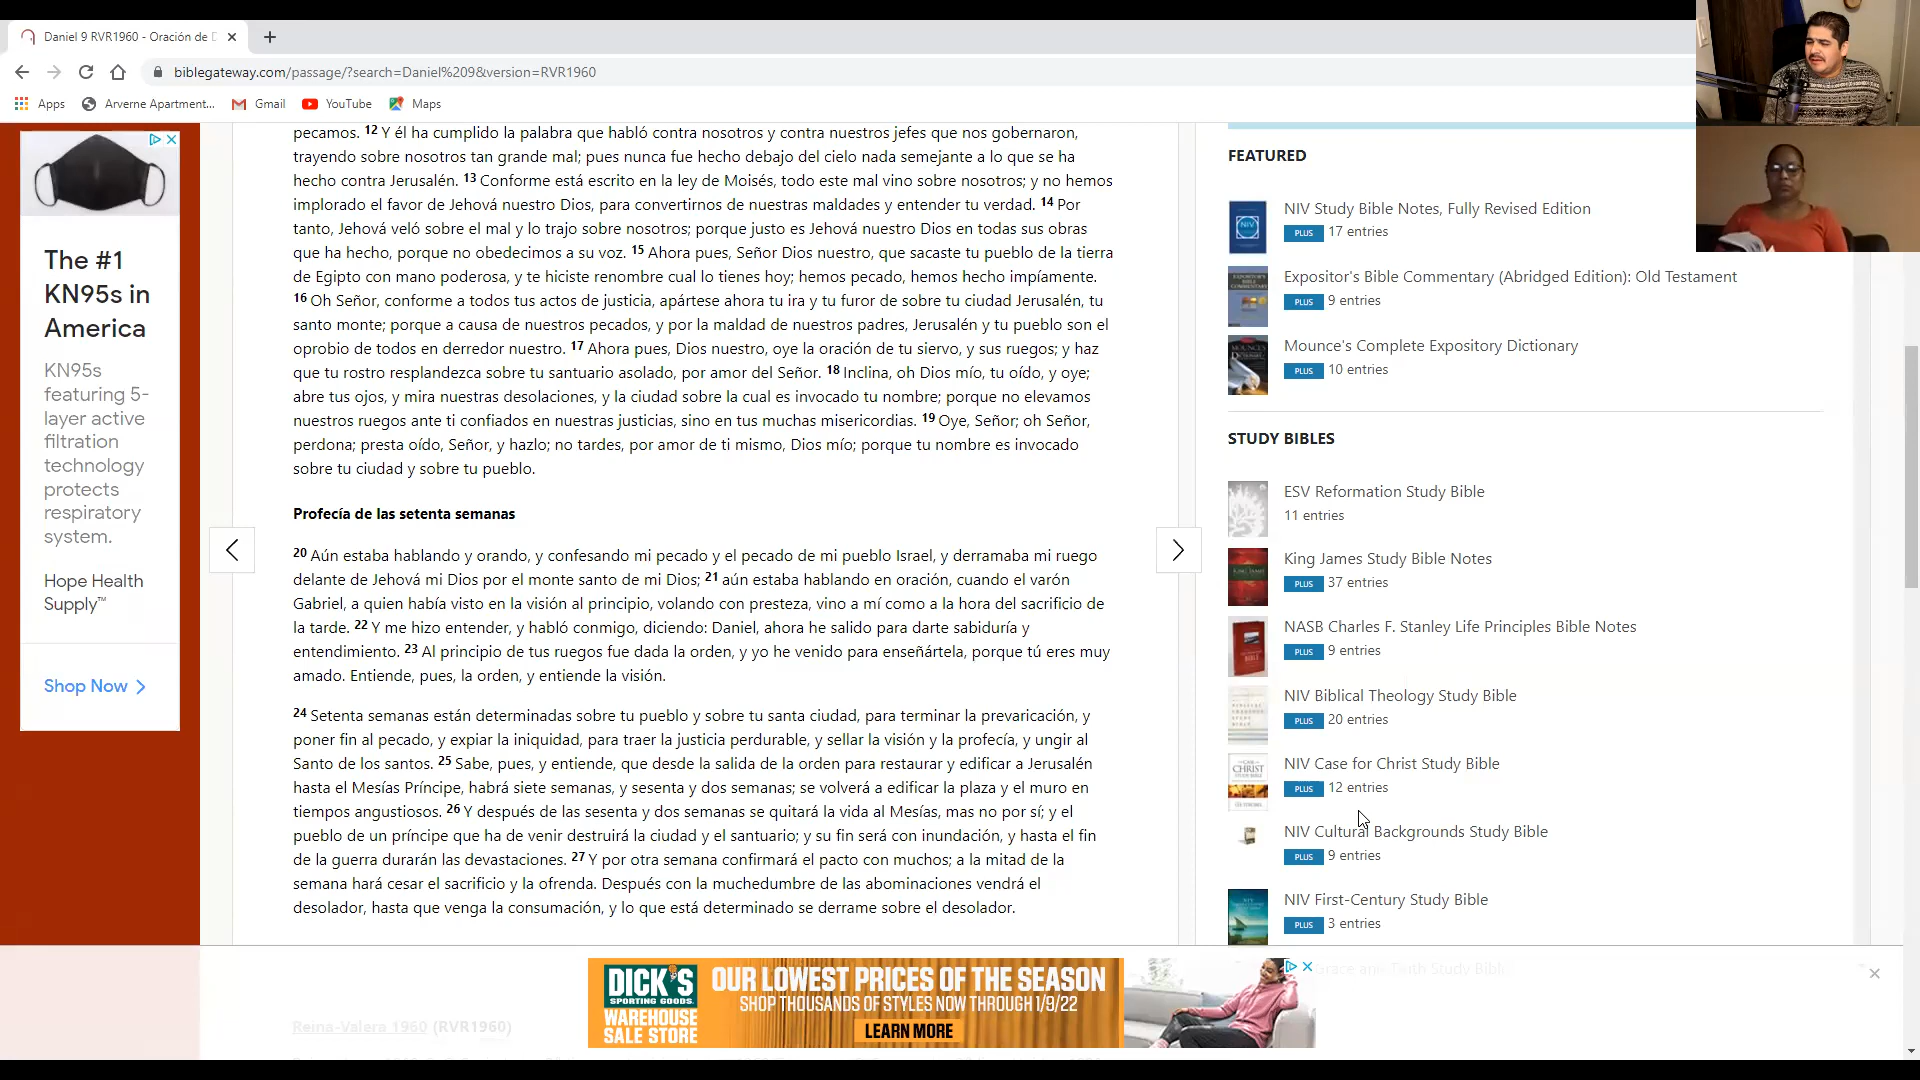 Daniel 9 RVR1960 - Oración de D
biblegateway.com/passage/?search=Daniel%209&version=RVR1960
Apps
Arverne Apartment...
Gmail
YouTube
Maps
The #1
KN95s in
America
KN95s
featuring 5-
layer active
filtration
technology
protects
respiratory
system.
Hope Health
Supply™
Shop Now
pecamos. 12 Y él ha cumplido la palabra que habló contra nosotros y contra nuestros jefes que nos gobernaron,
trayendo sobre nosotros tan grande mal; pues nunca fue hecho debajo del cielo nada semejante a lo que se ha
hecho contra Jerusalén. 13 Conforme está escrito en la ley de Moisés, todo este mal vino sobre nosotros; y no hemos
implorado el favor de Jehová nuestro Dios, para convertirnos de nuestras maldades y entender tu verdad. 14 Por
tanto, Jehová veló sobre el mal y lo trajo sobre nosotros; porque justo es Jehová nuestro Dios en todas sus obras
que ha hecho, porque no obedecimos a su voz. 15 Ahora pues, Señor Dios nuestro, que sacaste tu pueblo de la tierra
de Egipto con mano poderosa, y te hiciste renombre cual lo tienes hoy; hemos pecado, hemos hecho impíamente.
16 Oh Señor, conforme a todos tus actos de justicia, apártese ahora tu ira y tu furor de sobre tu ciudad Jerusalén, tu
santo monte; porque a causa de nuestros pecados, y por la maldad de nuestros padres, Jerusalén y tu pueblo son el
oprobio de todos en derredor nuestro. 17 Ahora pues, Dios nuestro, oye la oración de tu siervo, y sus ruegos; y haz
que tu rostro resplandezca sobre tu santuario asolado, por amor del Señor. 18 Inclina, oh Dios mío, tu oído, y oye;
abre tus ojos, y mira nuestras desolaciones, y la ciudad sobre la cual es invocado tu nombre; porque no elevamos
nuestros ruegos ante ti confiados en nuestras justicias, sino en tus muchas misericordias. 19 Oye, Señor; oh Señor,
perdona; presta oído, Señor, y hazlo; no tardes, por amor de ti mismo, Dios mío; porque tu nombre es invocado
sobre tu ciudad y sobre tu pueblo.
Profecía de las setenta semanas
20 Aún estaba hablando y orando, y confesando mi pecado y el pecado de mi pueblo Israel, y derramaba mi ruego
delante de Jehová mi Dios por el monte santo de mi Dios; 21 aún estaba hablando en oración, cuando el varón
Gabriel, a quien había visto en la visión al principio, volando con presteza, vino a mí como a la hora del sacrificio de
la tarde. 22 Y me hizo entender, y habló conmigo, diciendo: Daniel, ahora he salido para darte sabiduría y
entendimiento. 23 Al principio de tus ruegos fue dada la orden, y yo he venido para enseñártela, porque tú eres muy
amado. Entiende, pues, la orden, y entiende la visión.
24 Setenta semanas están determinadas sobre tu pueblo y sobre tu santa ciudad, para terminar la prevaricación, y
poner fin al pecado, y expiar la iniquidad, para traer la justicia perdurable, y sellar la visión y la profecía, y ungir al
Santo de los santos. 25 Sabe, pues, y entiende, que desde la salida de la orden para restaurar y edificar a Jerusalén
hasta el Mesías Príncipe, habrá siete semanas, y sesenta y dos semanas; se volverá a edificar la plaza y el muro en
tiempos angustiosos. 26 Y después de las sesenta y dos semanas se quitará la vida al Mesías, mas no por sí; y el
pueblo de un príncipe que ha de venir destruirá la ciudad y el santuario; y su fin será con inundación, y hasta el fin
de la guerra durarán las devastaciones. 27 Y por otra semana confirmará el pacto con muchos; a la mitad de la
semana hará cesar el sacrificio y la ofrenda. Después con la muchedumbre de las abominaciones vendrá el
desolador, hasta que venga la consumación, y lo que está determinado se derrame sobre el desolador.
Reina-Valera 1960 (RVR1960)
FEATURED
NIV Study Bible Notes, Fully Revised Edition
PLUS 17 entries
Expositor's Bible Commentary (Abridged Edition): Old Testament
PLUS 9 entries
Mounce's Complete Expository Dictionary
PLUS 10 entries
STUDY BIBLES
ESV Reformation Study Bible
11 entries
King James Study Bible Notes
PLUS 37 entries
NASB Charles F. Stanley Life Principles Bible Notes
PLUS 9 entries
NIV Biblical Theology Study Bible
PLUS 20 entries
NIV Case for Christ Study Bible
PLUS 12 entries
NIV Cultural Backgrounds Study Bible
PLUS 9 entries
NIV First-Century Study Bible
PLUS 3 entries
Grace and Truth Study Bible
DICK'S
SPORTING GOODS.
WAREHOUSE
SALE STORE
OUR LOWEST PRICES OF THE SEASON
SHOP THOUSANDS OF STYLES NOW THROUGH 1/9/22
LEARN MORE